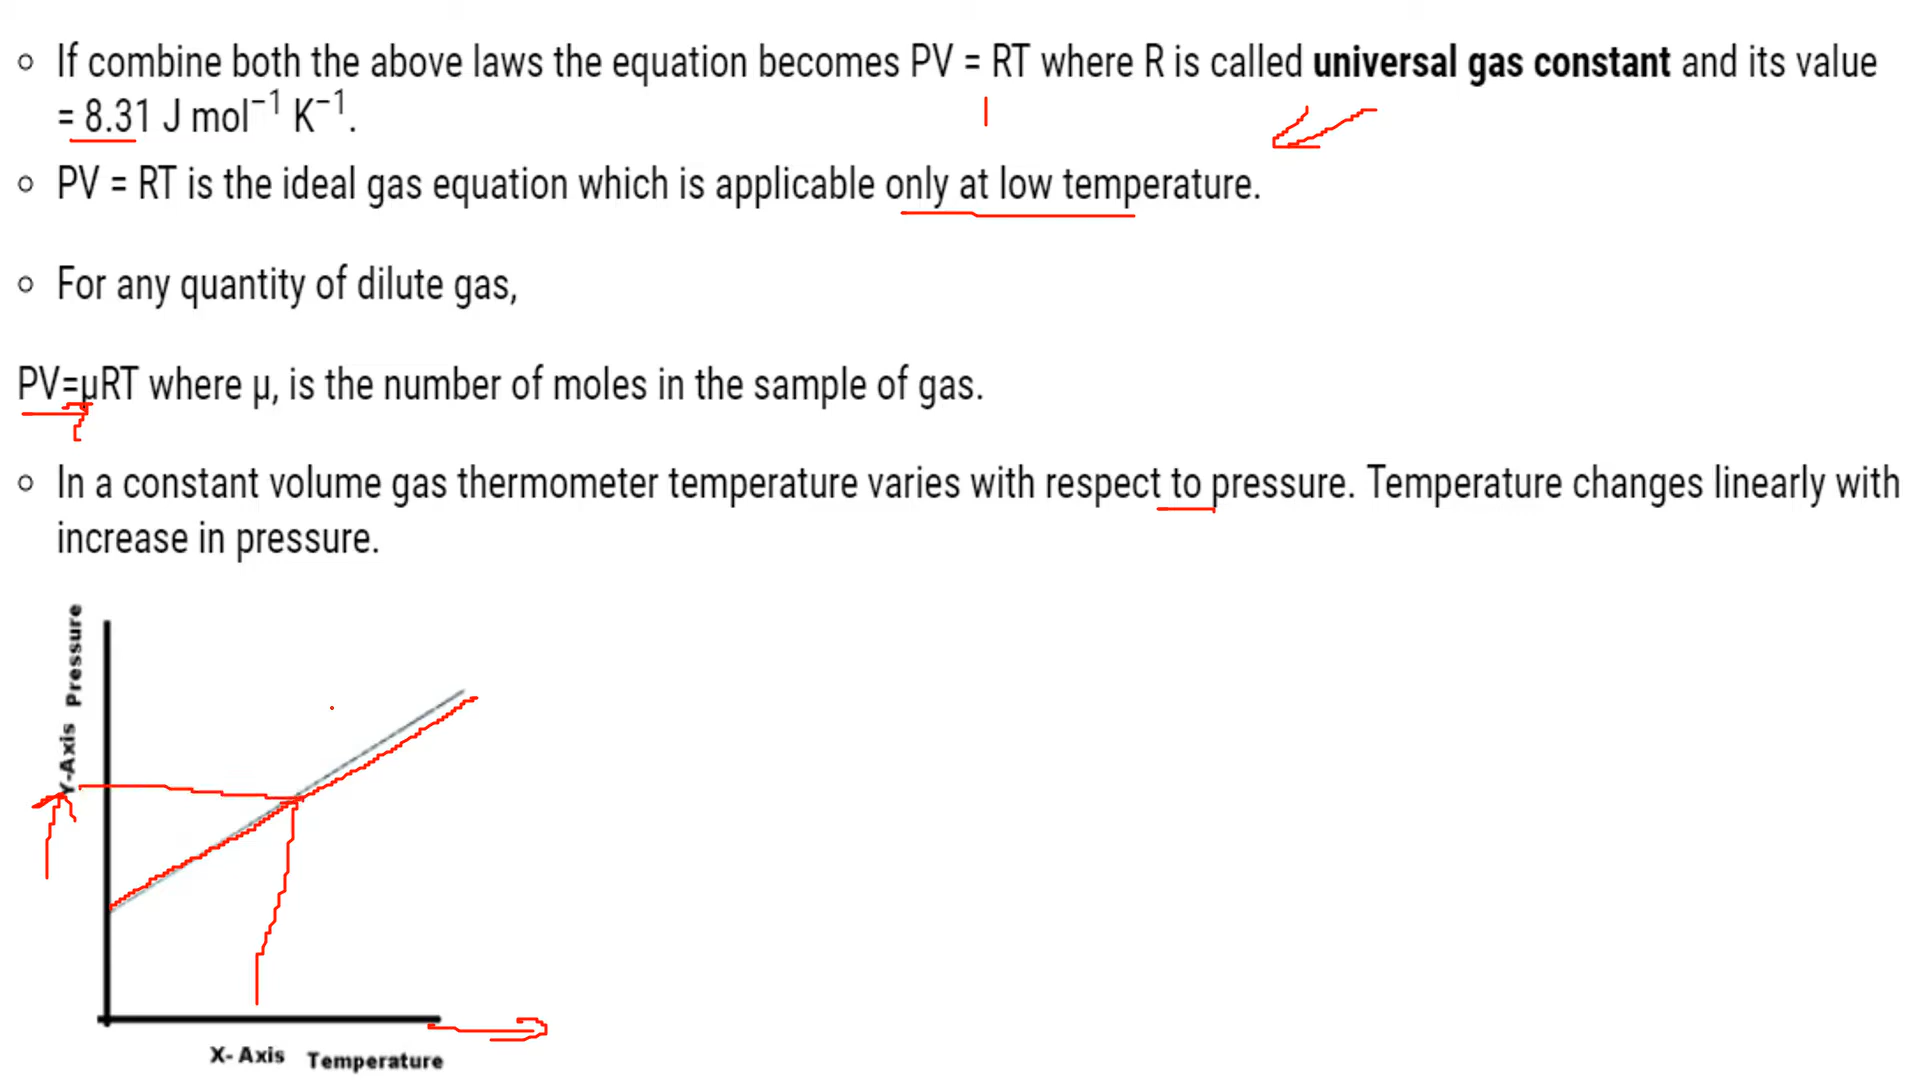 ○ If combine both the above laws the equation becomes PV = RT where R is called universal gas constant and its value
= 8.31 J mol⁻¹ K⁻¹.
○ PV = RT is the ideal gas equation which is applicable only at low temperature.
○ For any quantity of dilute gas,
PV=μRT where μ, is the number of moles in the sample of gas.
○ In a constant volume gas thermometer temperature varies with respect to pressure. Temperature changes linearly with
increase in pressure.
Y-Axis Pressure
X- Axis Temperature